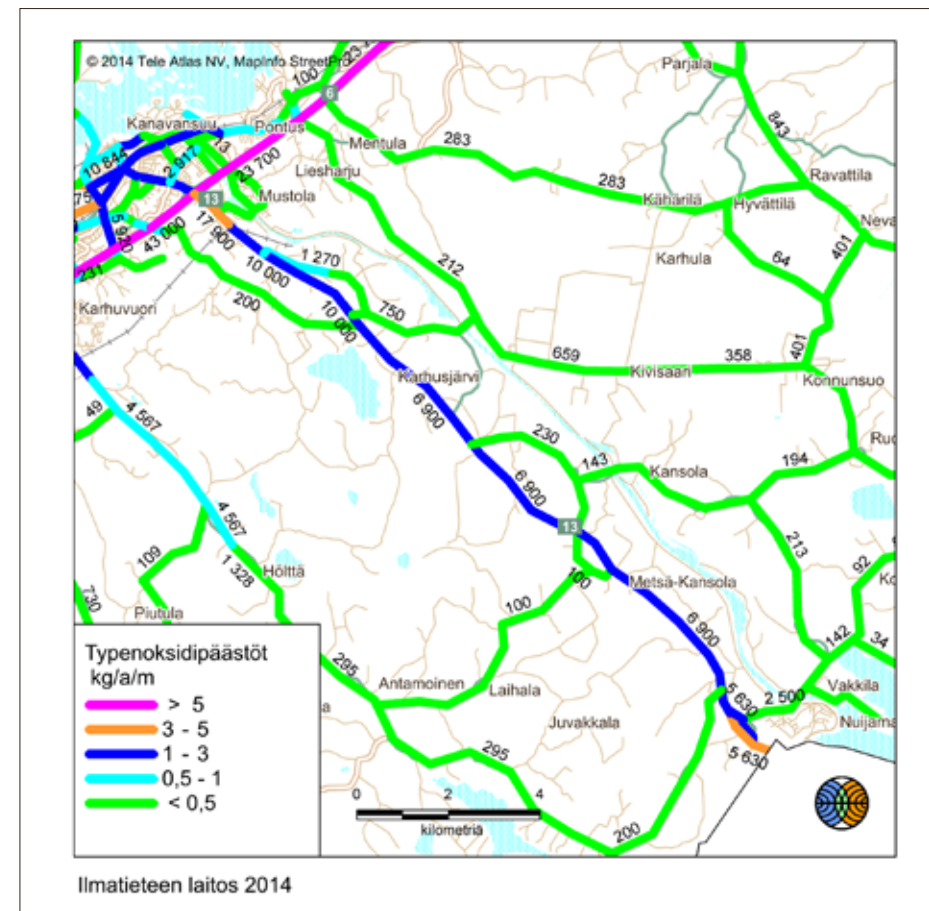 © 2014 Tele Atlas NV, MapInfo StreetPro
Parjala
100
6
Kanavansuu
Pontus
13
Mentula
283
843
10 844
2 917
23 700
Liesharju
283
Ravattila
Mustola
Kähärilä
Hyvättilä
75
13
5 920
43 000
17 900
Neva
401
231
10 000
1 270
212
Karhula
64
Karhuvuori
200
10 000
750
659
Kivisaari
358
401
Konnunsuo
Karhusjärvi
6 900
49
4 567
230
143
Kansola
194
Ruo
4 567
6 900
13
213
109
1 328
Hölttä
100
Metsä-Kansola
92
Ko
730
Piutula
100
6 900
142
34
Typenoksidipäästöt
kg/a/m
> 5
3 - 5
1 - 3
0,5 - 1
< 0,5
295
Antamoinen
Laihala
5 630
2 500
Vakkila
Juvakkala
Nuijama
295
5 630
0 2 4
kilometriä
200
Ilmatieteen laitos 2014